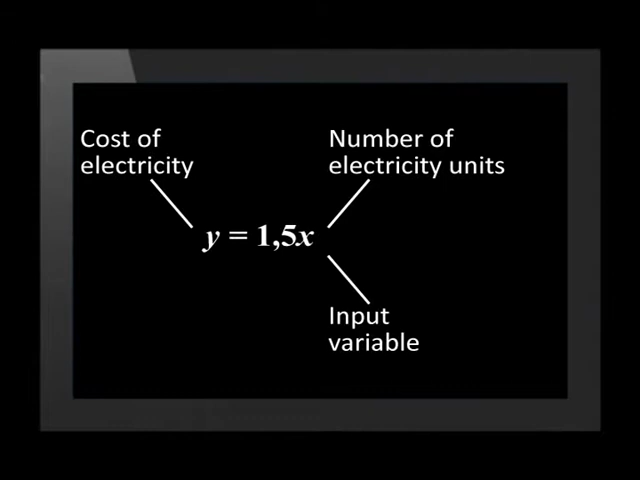 Cost of
electricity
Number of
electricity units
y = 1,5x
Input
variable